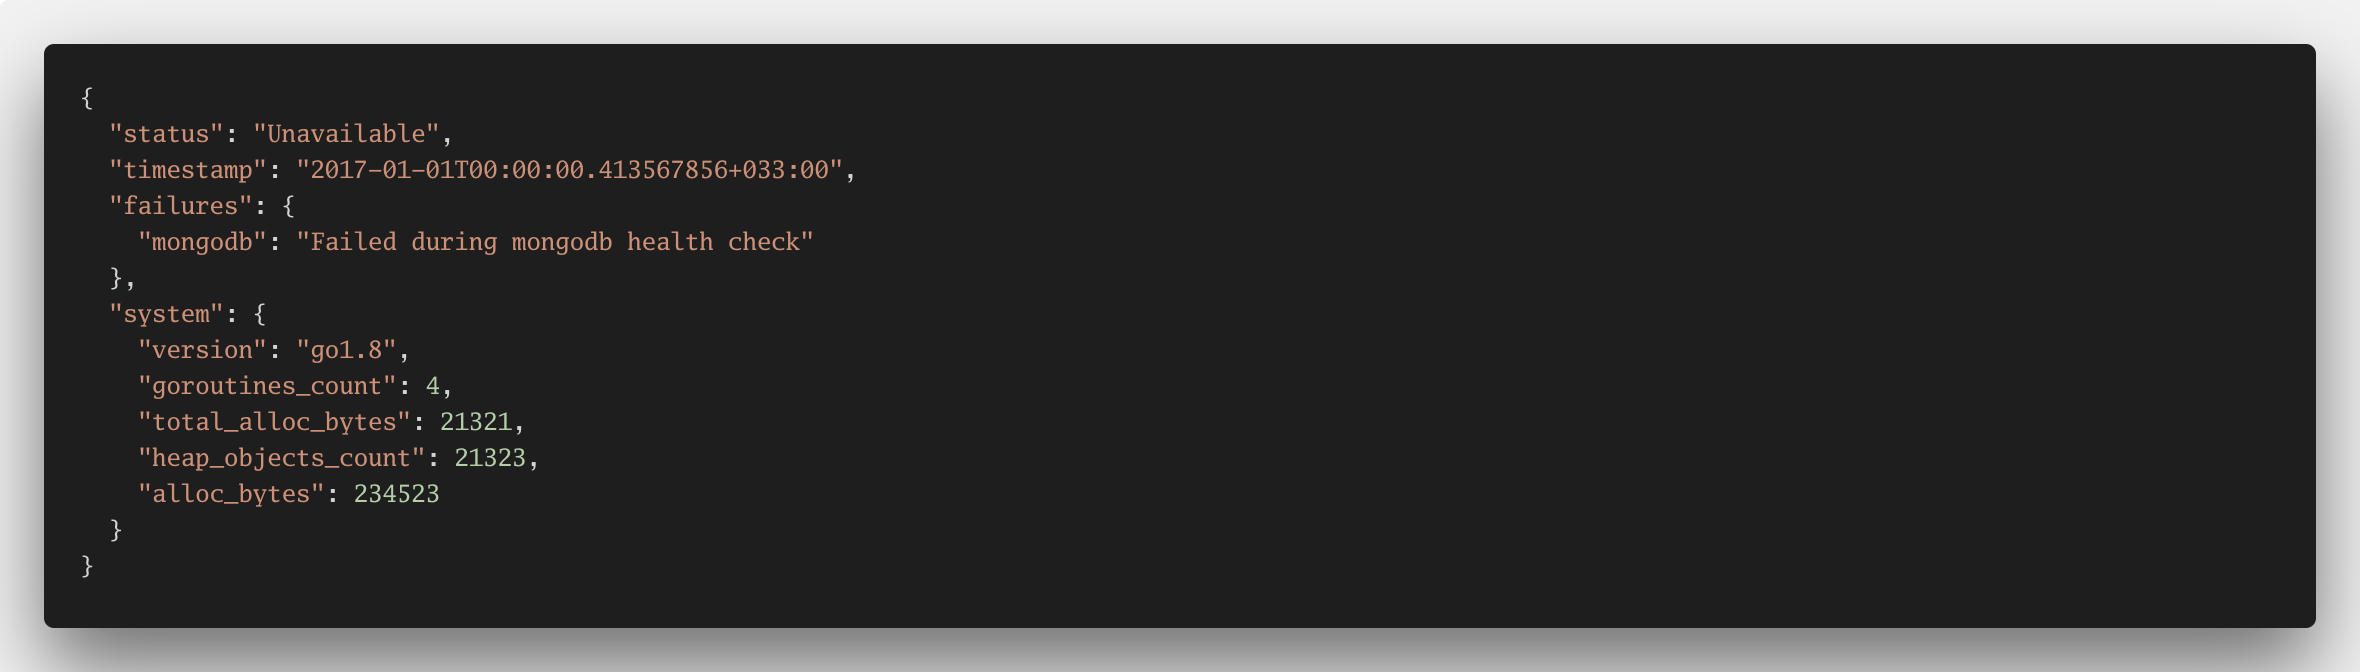 {
  "status": "Unavailable",
  "timestamp": "2017-01-01T00:00:00.413567856+033:00",
  "failures": {
    "mongodb": "Failed during mongodb health check"
  },
  "system": {
    "version": "go1.8",
    "goroutines_count": 4,
    "total_alloc_bytes": 21321,
    "heap_objects_count": 21323,
    "alloc_bytes": 234523
  }
}